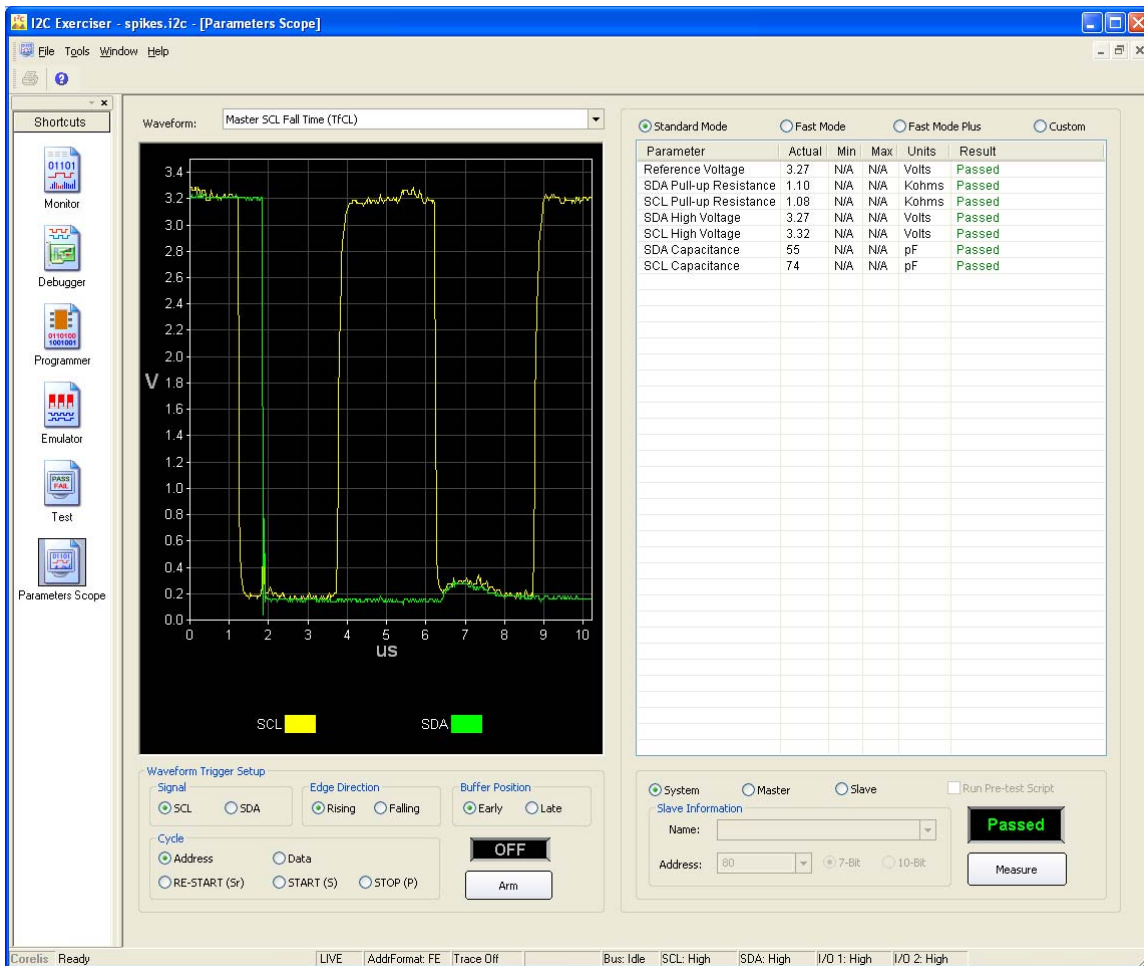 I2C Exerciser - spikes.i2c - [Parameters Scope]
File Tools Window Help
Shortcuts
Monitor
Debugger
Programmer
Emulator
Test
Parameters Scope
Waveform: Master SCL Fall Time (TfCL)
3.4
3.2
3.0
2.8
2.6
2.4
2.2
2.0
V 1.8
1.6
1.4
1.2
1.0
0.8
0.6
0.4
0.2
0.0
0 1 2 3 4 5 6 7 8 9 10
us
SCL SDA
Waveform Trigger Setup
Signal
SCL SDA
Edge Direction
Rising Falling
Buffer Position
Early Late
Cycle
Address Data
RE-START (Sr) START (S) STOP (P)
OFF
Arm
Standard Mode Fast Mode Fast Mode Plus Custom
Parameter Actual Min Max Units Result
Reference Voltage 3.27 N/A N/A Volts Passed
SDA Pull-up Resistance 1.10 N/A N/A Kohms Passed
SCL Pull-up Resistance 1.08 N/A N/A Kohms Passed
SDA High Voltage 3.27 N/A N/A Volts Passed
SCL High Voltage 3.32 N/A N/A Volts Passed
SDA Capacitance 55 N/A N/A pF Passed
SCL Capacitance 74 N/A N/A pF Passed
System Master Slave Run Pre-test Script
Slave Information
Name:
Address: 80 7-Bit 10-Bit
Passed
Measure
Corelis Ready LIVE AddrFormat: FE Trace Off Bus: Idle SCL: High SDA: High I/O 1: High I/O 2: High